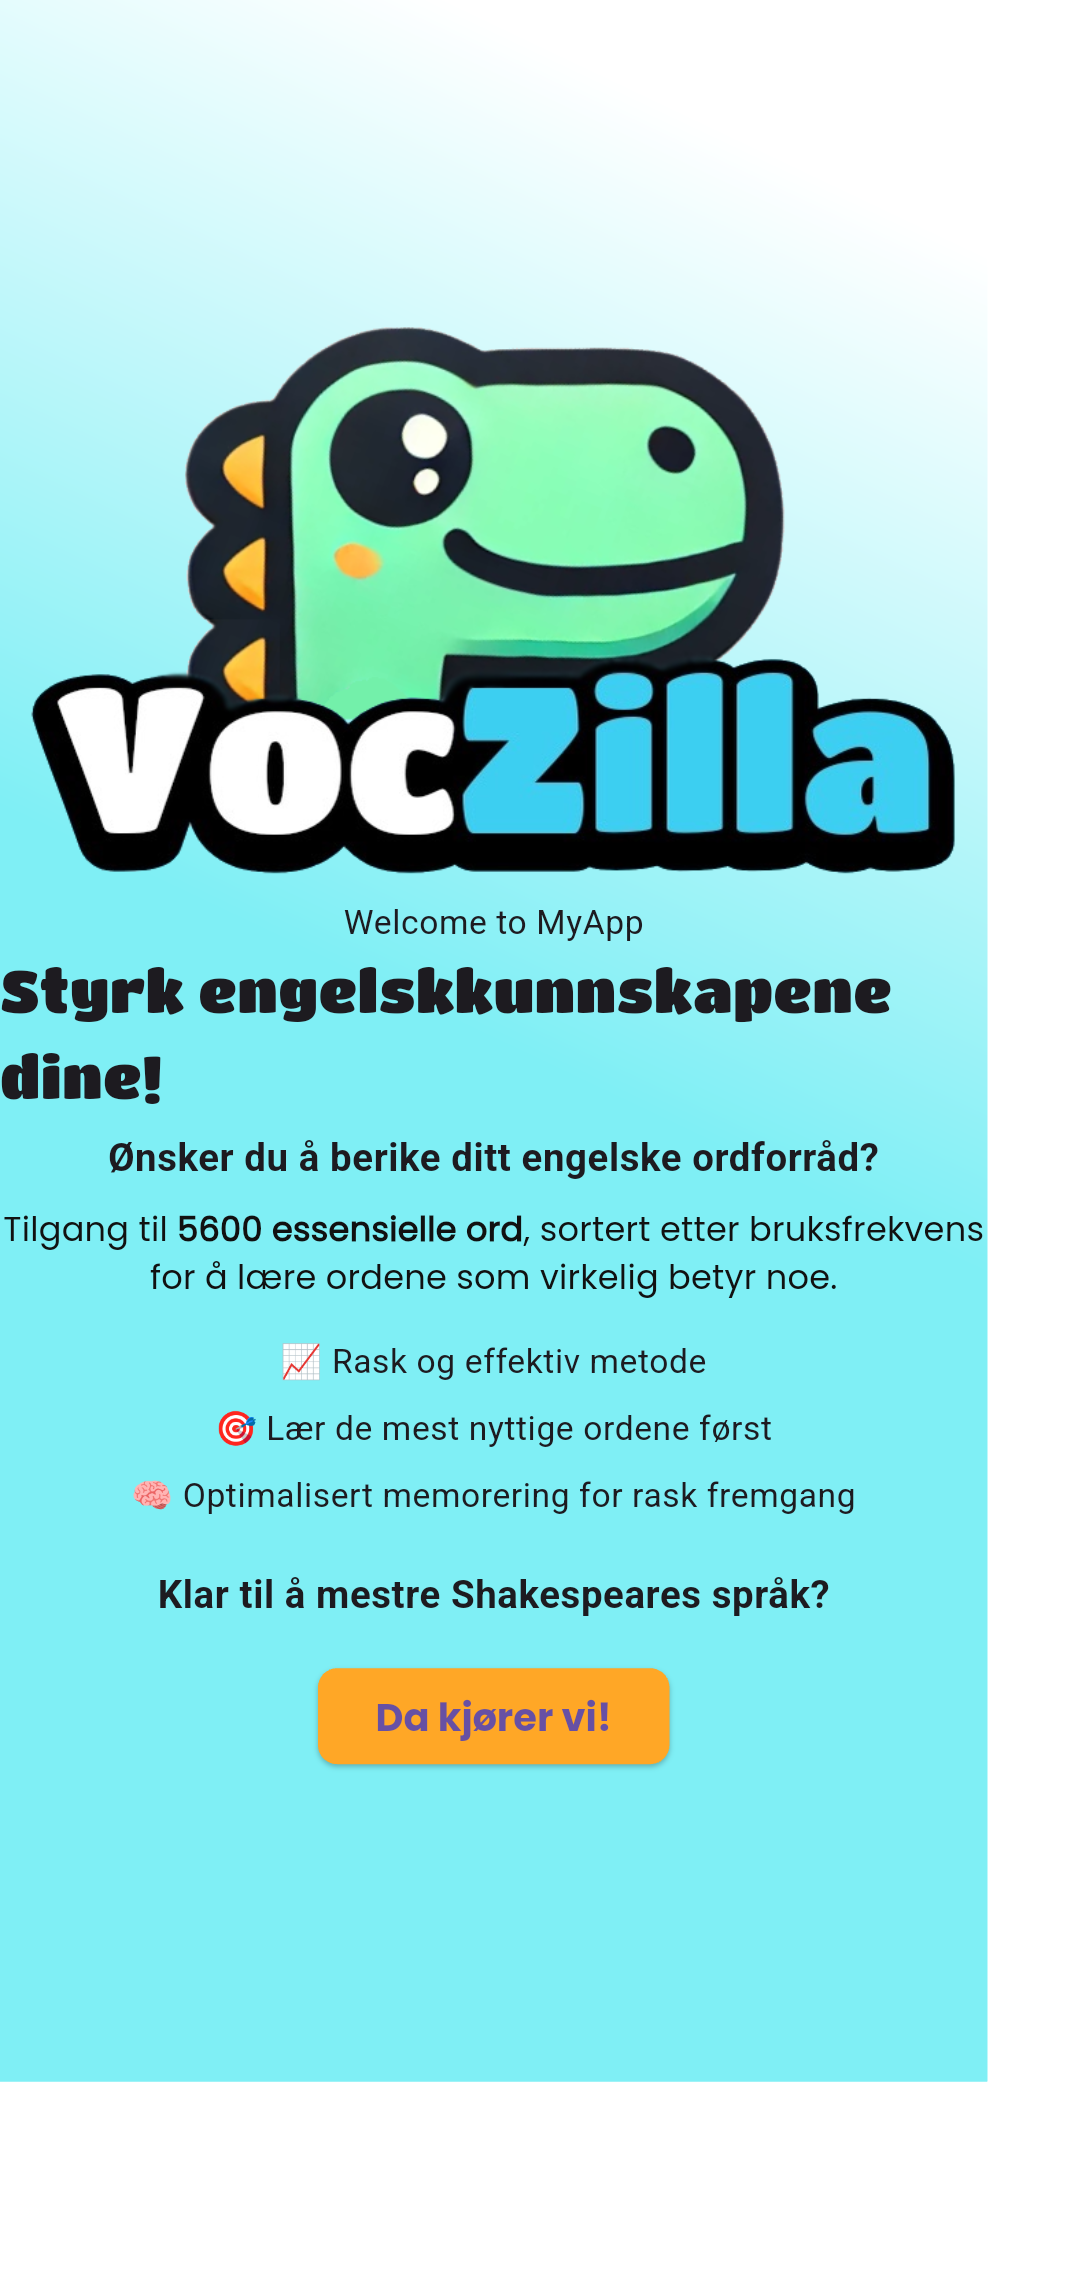 VocZilla
Welcome to MyApp
Styrk engelskkunnskapene
dine!
Ønsker du å berike ditt engelske ordforråd?
Tilgang til 5600 essensielle ord, sortert etter bruksfrekvens
for å lære ordene som virkelig betyr noe.
📈 Rask og effektiv metode
🎯 Lær de mest nyttige ordene først
🧠 Optimalisert memorering for rask fremgang
Klar til å mestre Shakespeares språk?
Da kjører vi!